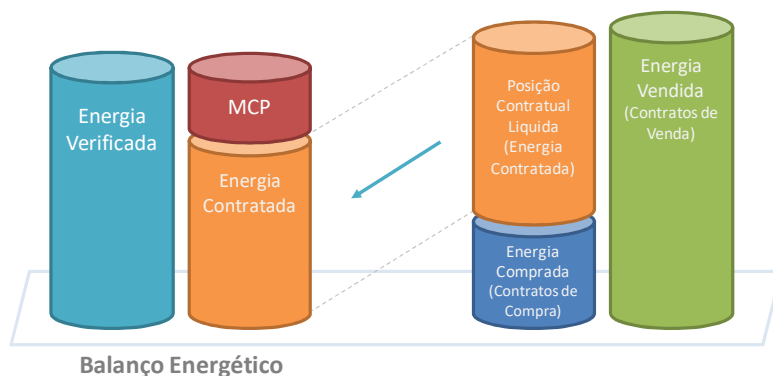 Energia
Verificada
MCP
Energia
Contratada
Posição
Contratual
Liquida
(Energia
Contratada)
Energia
Comprada
(Contratos de
Compra)
Energia
Vendida
(Contratos de
Venda)
Balanço Energético